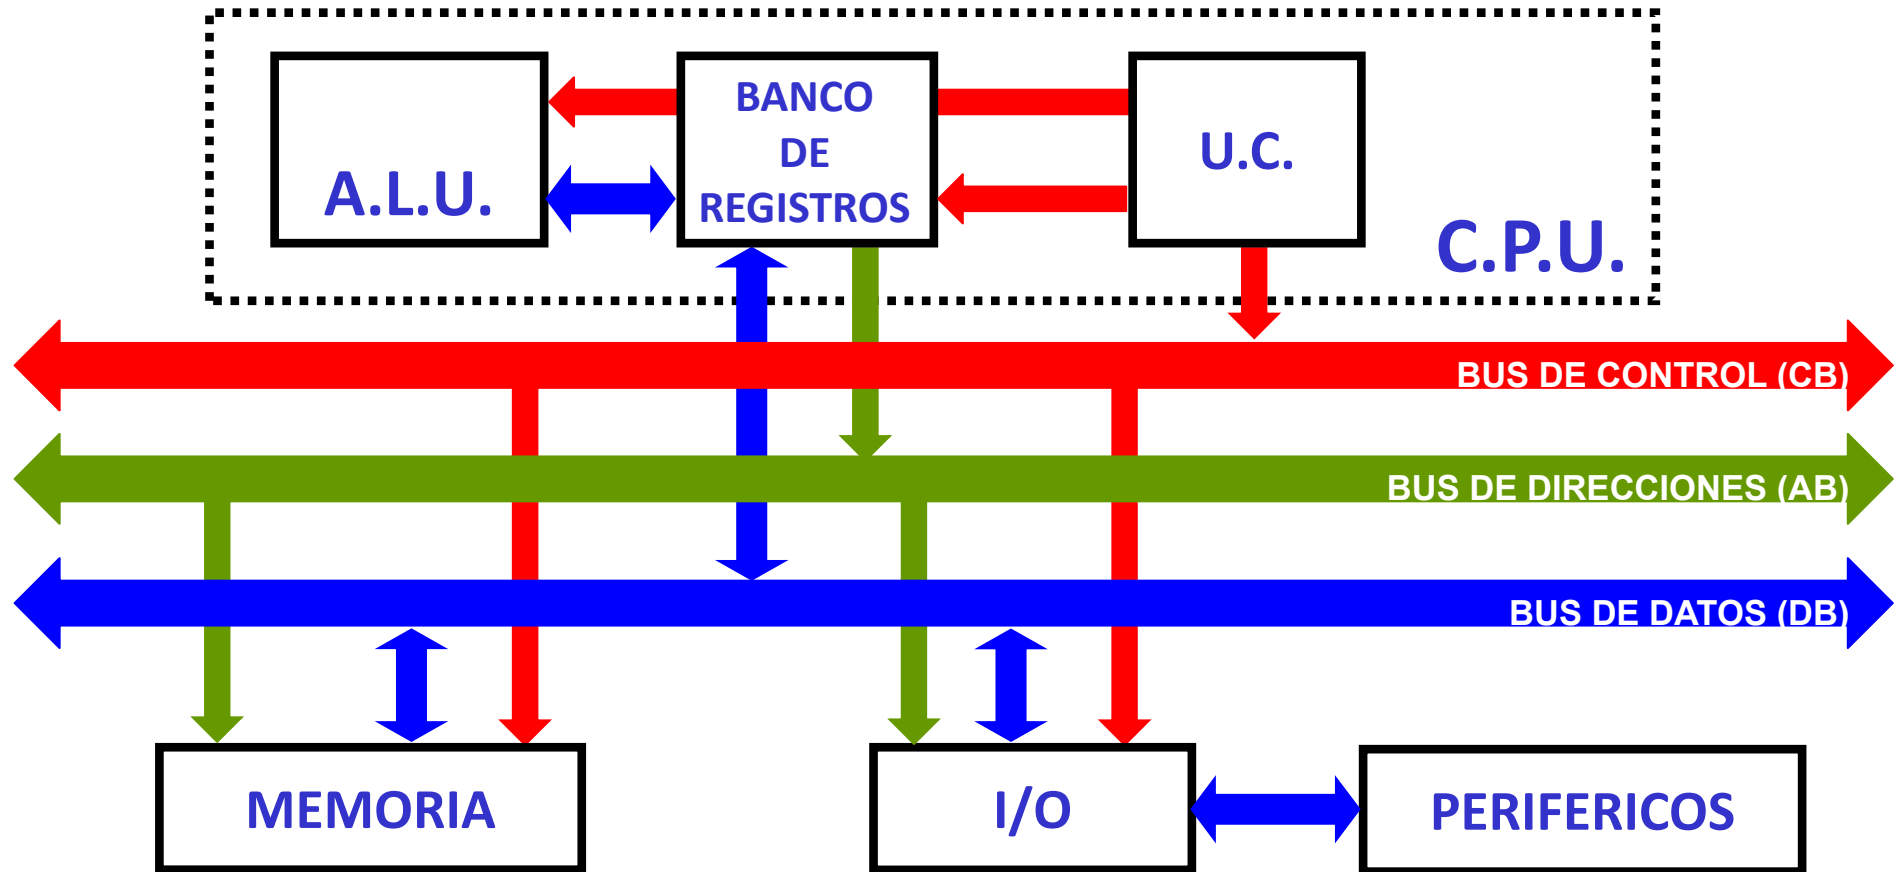 A.L.U.
BANCO
DE
REGISTROS
U.C.
C.P.U.
BUS DE CONTROL (CB)
BUS DE DIRECCIONES (AB)
BUS DE DATOS (DB)
MEMORIA
I/O
PERIFERICOS